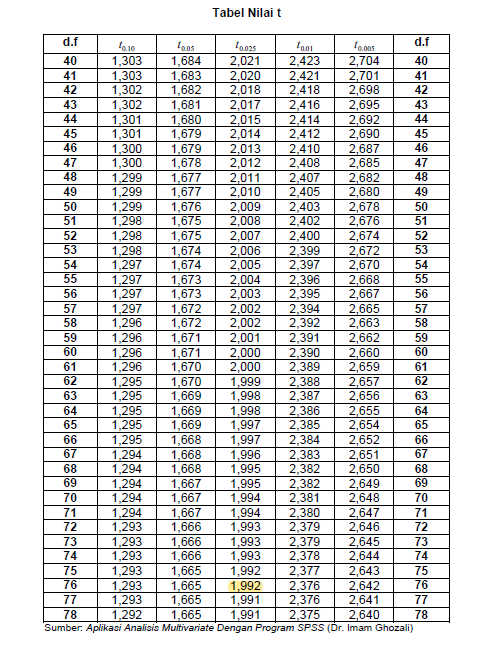 Tabel Nilai t
d.f t0.10 t0.05 t0.025 t0.01 t0.005 d.f
40 1,303 1,684 2,021 2,423 2,704 40
41 1,303 1,683 2,020 2,421 2,701 41
42 1,302 1,682 2,018 2,418 2,698 42
43 1,302 1,681 2,017 2,416 2,695 43
44 1,301 1,680 2,015 2,414 2,692 44
45 1,301 1,679 2,014 2,412 2,690 45
46 1,300 1,679 2,013 2,410 2,687 46
47 1,300 1,678 2,012 2,408 2,685 47
48 1,299 1,677 2,011 2,407 2,682 48
49 1,299 1,677 2,010 2,405 2,680 49
50 1,299 1,676 2,009 2,403 2,678 50
51 1,298 1,675 2,008 2,402 2,676 51
52 1,298 1,675 2,007 2,400 2,674 52
53 1,298 1,674 2,006 2,399 2,672 53
54 1,297 1,674 2,005 2,397 2,670 54
55 1,297 1,673 2,004 2,396 2,668 55
56 1,297 1,673 2,003 2,395 2,667 56
57 1,297 1,672 2,002 2,394 2,665 57
58 1,296 1,672 2,002 2,392 2,663 58
59 1,296 1,671 2,001 2,391 2,662 59
60 1,296 1,671 2,000 2,390 2,660 60
61 1,296 1,670 2,000 2,389 2,659 61
62 1,295 1,670 1,999 2,388 2,657 62
63 1,295 1,669 1,998 2,387 2,656 63
64 1,295 1,669 1,998 2,386 2,655 64
65 1,295 1,669 1,997 2,385 2,654 65
66 1,295 1,668 1,997 2,384 2,652 66
67 1,294 1,668 1,996 2,383 2,651 67
68 1,294 1,668 1,995 2,382 2,650 68
69 1,294 1,667 1,995 2,382 2,649 69
70 1,294 1,667 1,994 2,381 2,648 70
71 1,294 1,667 1,994 2,380 2,647 71
72 1,293 1,666 1,993 2,379 2,646 72
73 1,293 1,666 1,993 2,379 2,645 73
74 1,293 1,666 1,993 2,378 2,644 74
75 1,293 1,665 1,992 2,377 2,643 75
76 1,293 1,665 1,992 2,376 2,642 76
77 1,293 1,665 1,991 2,376 2,641 77
78 1,292 1,665 1,991 2,375 2,640 78
Sumber: Aplikasi Analisis Multivariate Dengan Program SPSS (Dr. Imam Ghozali)